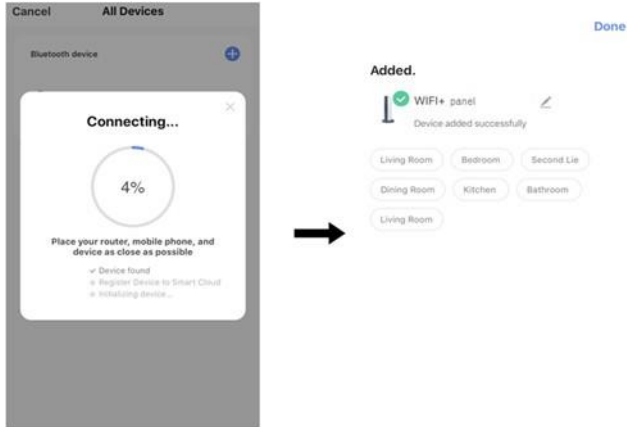 Cancel
All Devices
Bluetooth device
Connecting...
4%
Place your router, mobile phone, and
device as close as possible
Device found
Register Device to Smart Cloud
Initializing device...
Done
Added.
WIFI+ panel
Device added successfully
Living Room
Bedroom
Second Lie
Dining Room
Kitchen
Bathroom
Living Room